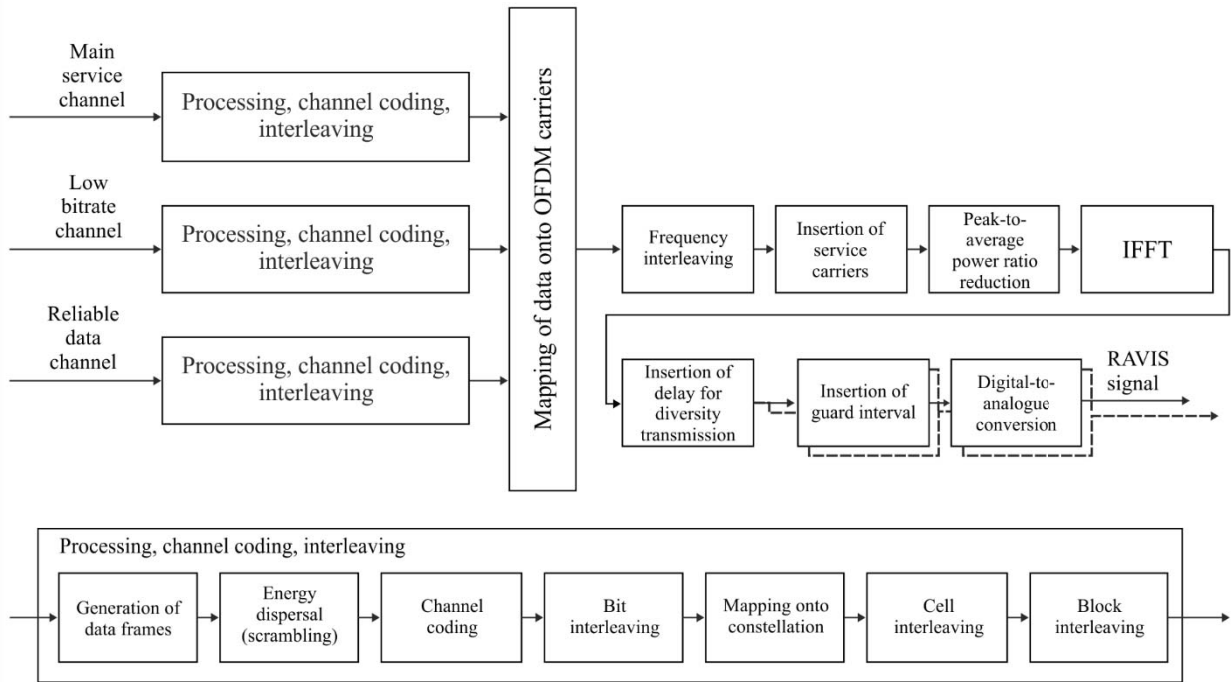 Main
service
channel
Processing, channel coding,
interleaving
Low
bitrate
channel
Processing, channel coding,
interleaving
Reliable
data
channel
Processing, channel coding,
interleaving
Mapping of data onto OFDM carriers
Frequency
interleaving
Insertion of
service
carriers
Peak-to-
average
power ratio
reduction
IFFT
Insertion of
delay for
diversity
transmission
Insertion of
guard interval
Digital-to-
analogue
conversion
RAVIS
signal
Processing, channel coding, interleaving
Generation of
data frames
Energy
dispersal
(scrambling)
Channel
coding
Bit
interleaving
Mapping onto
constellation
Cell
interleaving
Block
interleaving